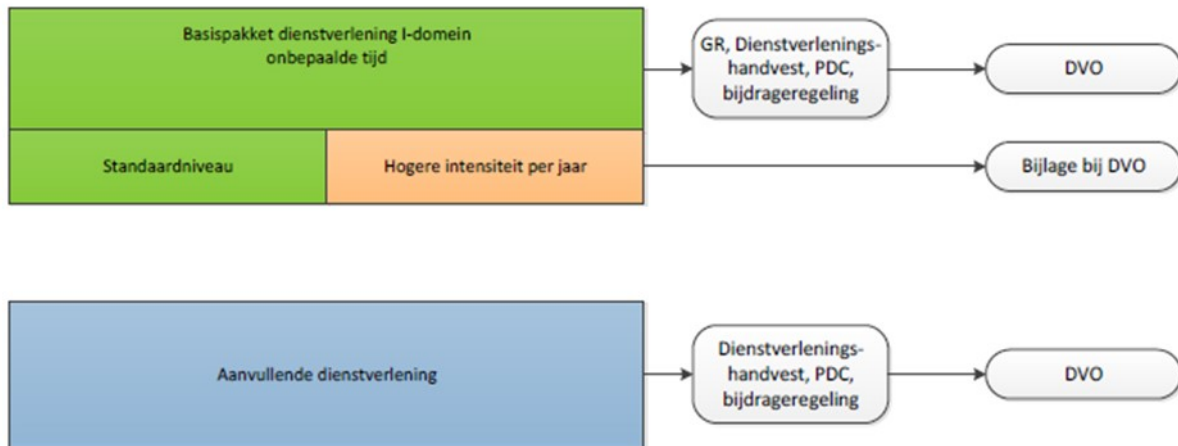 Basispakket dienstverlening I-domein
onbepaalde tijd
GR, Dienstverlenings-
handvest, PDC,
bijdrageregeling
DVO
Standaardniveau
Hogere intensiteit per jaar
Bijlage bij DVO
Aanvullende dienstverlening
Dienstverlenings-
handvest, PDC,
bijdrageregeling
DVO